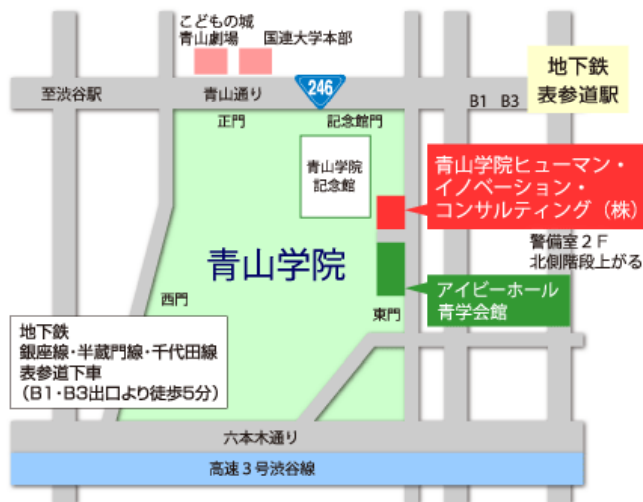 こどもの城
青山劇場
国連大学本部
246
地下鉄
表参道駅
至渋谷駅
青山通り
B1 B3
正門
記念館門
青山学院
記念館
青山学院ヒューマン・
イノベーション・
コンサルティング(株)
警備室2F
北側階段上がる
青山学院
アイビーホール
青学会館
西門
東門
地下鉄
銀座線・半蔵門線・千代田線
表参道下車
(B1・B3出口より徒歩5分)
六本木通り
高速3号渋谷線